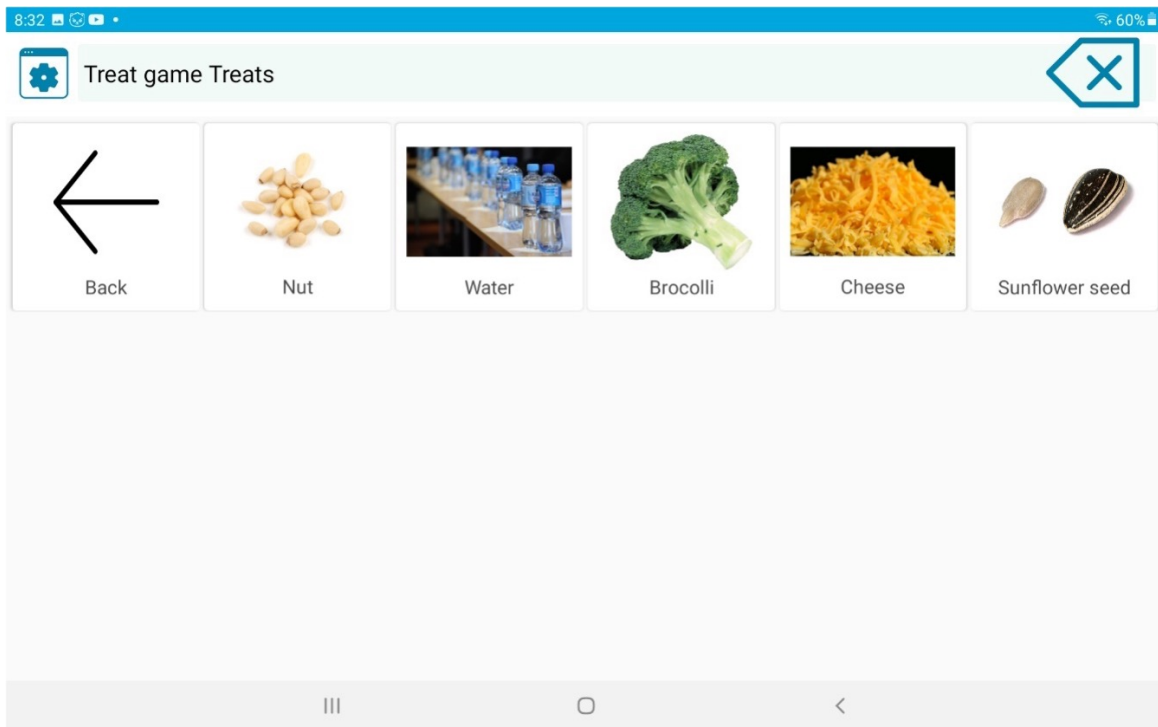 8:32
60%
Treat game Treats
Back
Nut
Water
Brocolli
Cheese
Sunflower seed